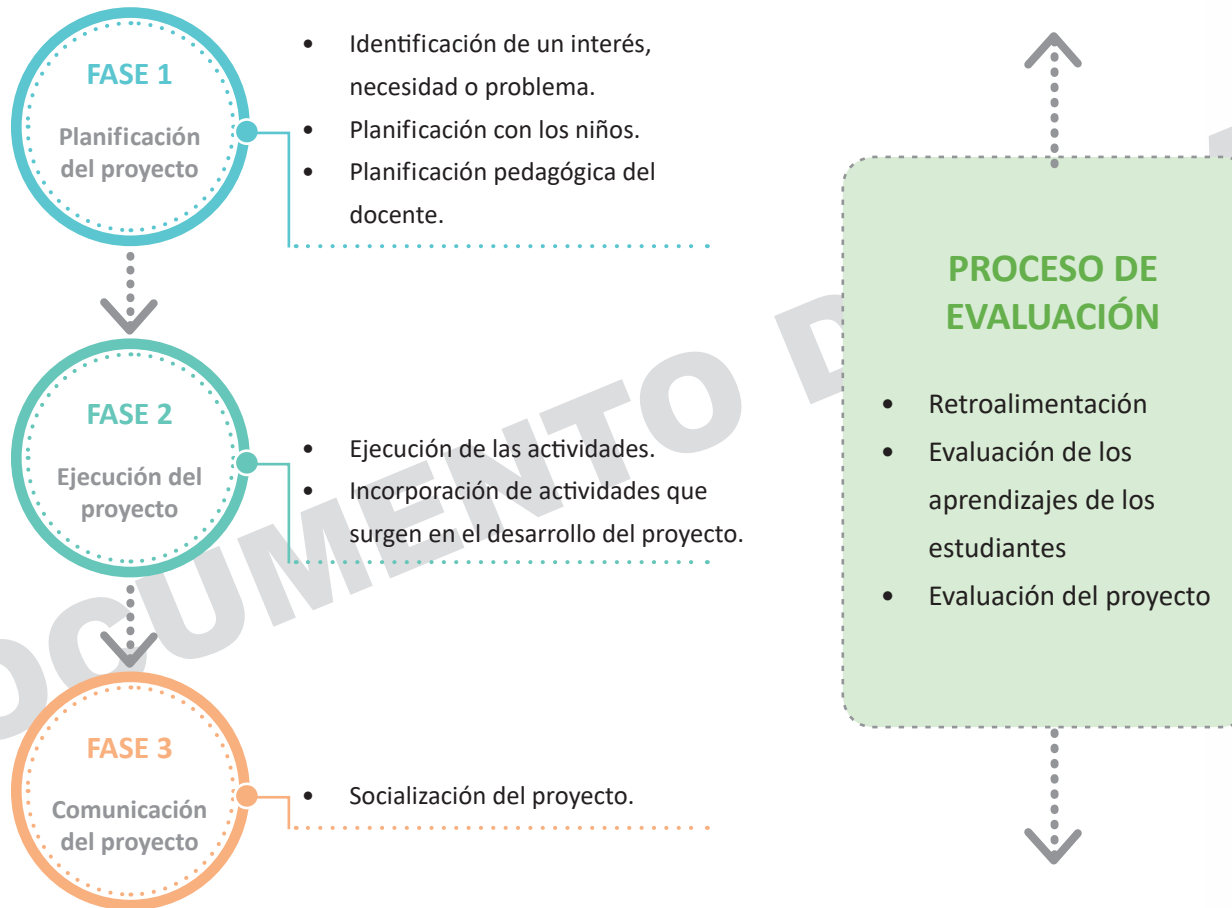 FASE 1
Planificación
del proyecto
• Identificación de un interés,
necesidad o problema.
• Planificación con los niños.
• Planificación pedagógica del
docente.
FASE 2
Ejecución del
proyecto
• Ejecución de las actividades.
• Incorporación de actividades que
surgen en el desarrollo del proyecto.
FASE 3
Comunicación
del proyecto
• Socialización del proyecto.
PROCESO DE
EVALUACIÓN
• Retroalimentación
• Evaluación de los
aprendizajes de los
estudiantes
• Evaluación del proyecto